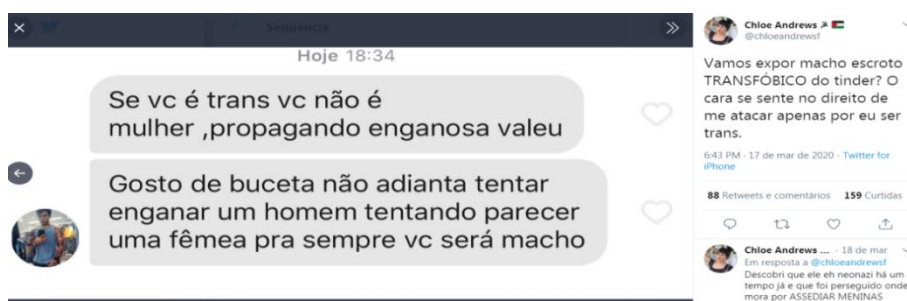 Sequência
Hoje 18:34
Se vc é trans vc não é
mulher ,propagando enganosa valeu
Gosto de buceta não adianta tentar
enganar um homem tentando parecer
uma fêmea pra sempre vc será macho
Chloe Andrews
@chloeandrewsf
Vamos expor macho escroto
TRANSFÓBICO do tinder? O
cara se sente no direito de
me atacar apenas por eu ser
trans.
6:43 PM · 17 de mar de 2020 · Twitter for
iPhone
88 Retweets e comentários 159 Curtidas
Chloe Andrews ... · 18 de mar
Em resposta a @chloeandrewsf
Descobri que ele eh neonazi há um
tempo já e que foi perseguido onde
mora por ASSEDIAR MENINAS